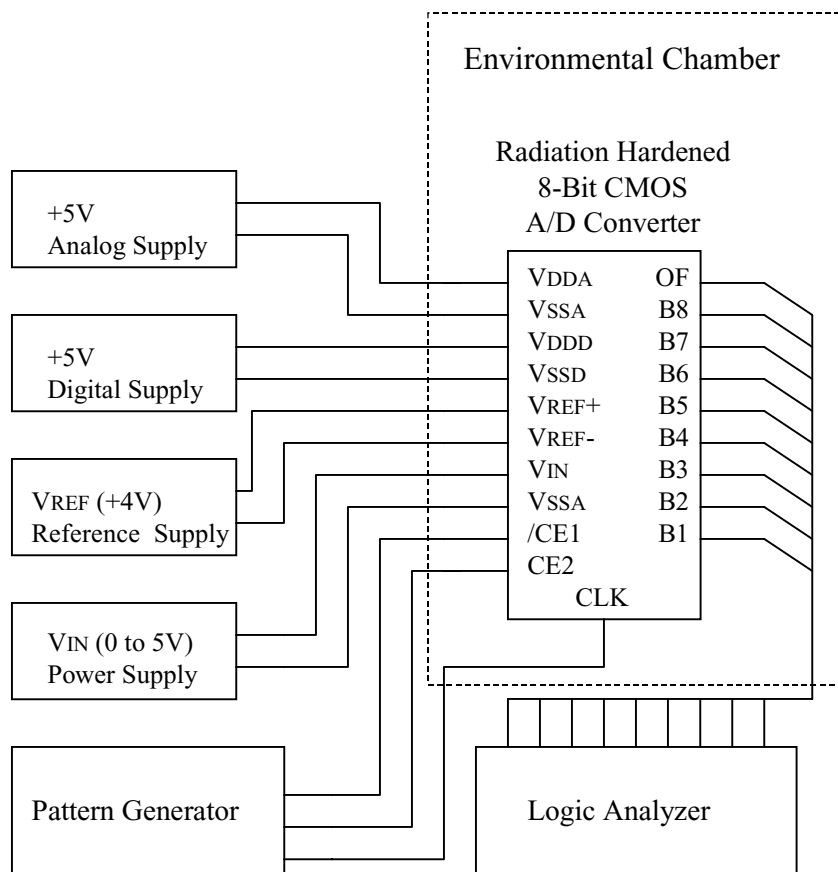 Environmental Chamber
Radiation Hardened
8-Bit CMOS
A/D Converter
+5V
Analog Supply
+5V
Digital Supply
VREF (+4V)
Reference Supply
VIN (0 to 5V)
Power Supply
Pattern Generator
VDDA
VSSA
VDDD
VSSD
VREF+
VREF-
VIN
VSSA
/CE1
CE2
OF
B8
B7
B6
B5
B4
B3
B2
B1
CLK
Logic Analyzer